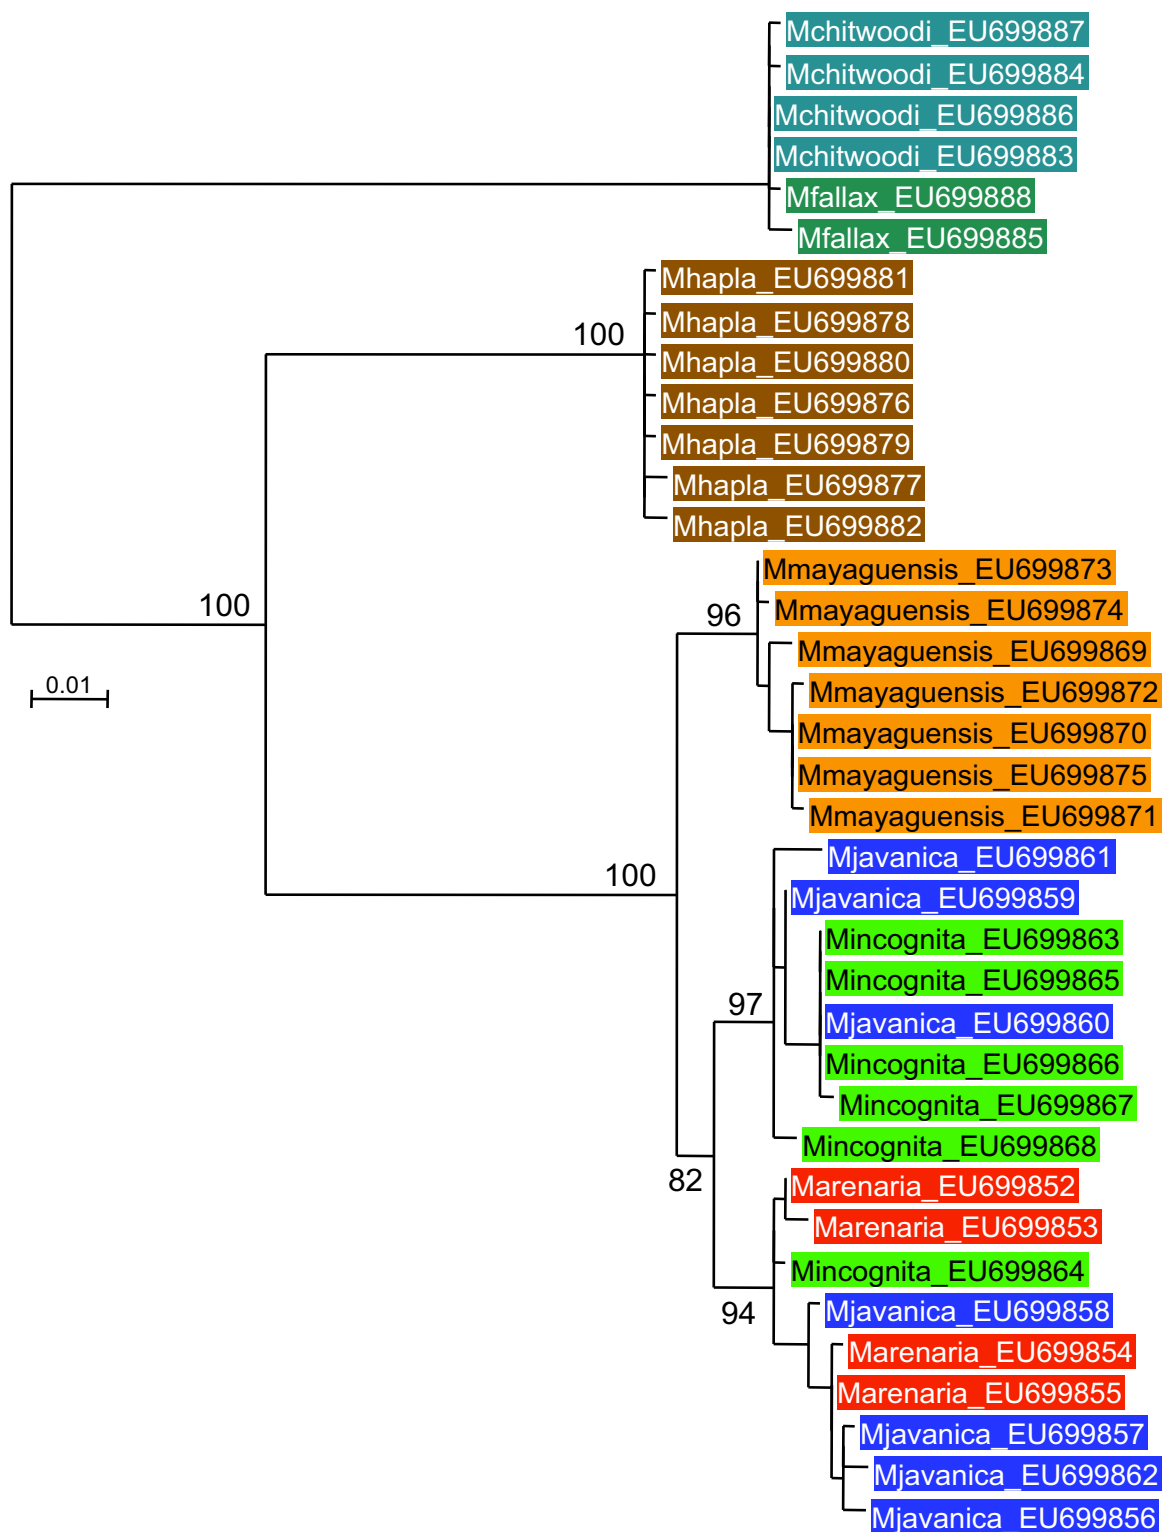 Mchitwoodi_EU699887
Mchitwoodi_EU699884
Mchitwoodi_EU699886
Mchitwoodi_EU699883
Mfallax_EU699888
Mfallax_EU699885
Mhapla_EU699881
Mhapla_EU699878
100
Mhapla_EU699880
Mhapla_EU699876
Mhapla_EU699879
Mhapla_EU699877
Mhapla_EU699882
Mmayaguensis_EU699873
100
96
Mmayaguensis_EU699874
Mmayaguensis_EU699869
0.01
Mmayaguensis_EU699872
Mmayaguensis_EU699870
Mmayaguensis_EU699875
Mmayaguensis_EU699871
Mjavanica_EU699861
100
Mjavanica_EU699859
Mincognita_EU699863
Mincognita_EU699865
97
Mjavanica_EU699860
Mincognita_EU699866
Mincognita_EU699867
Mincognita_EU699868
82
Marenaria_EU699852
Marenaria_EU699853
Mincognita_EU699864
94
Mjavanica_EU699858
Marenaria_EU699854
Marenaria_EU699855
Mjavanica_EU699857
Mjavanica_EU699862
Mjavanica_EU699856